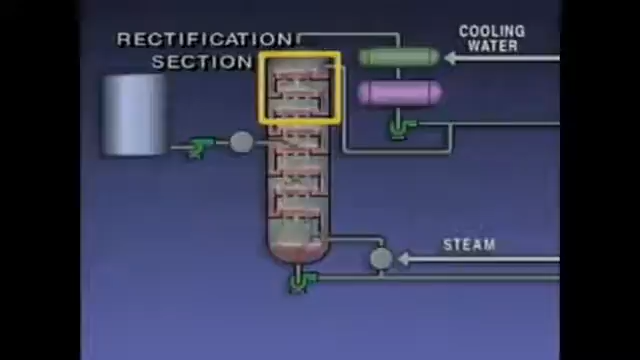 RECTIFICATION
SECTION
COOLING
WATER
STEAM